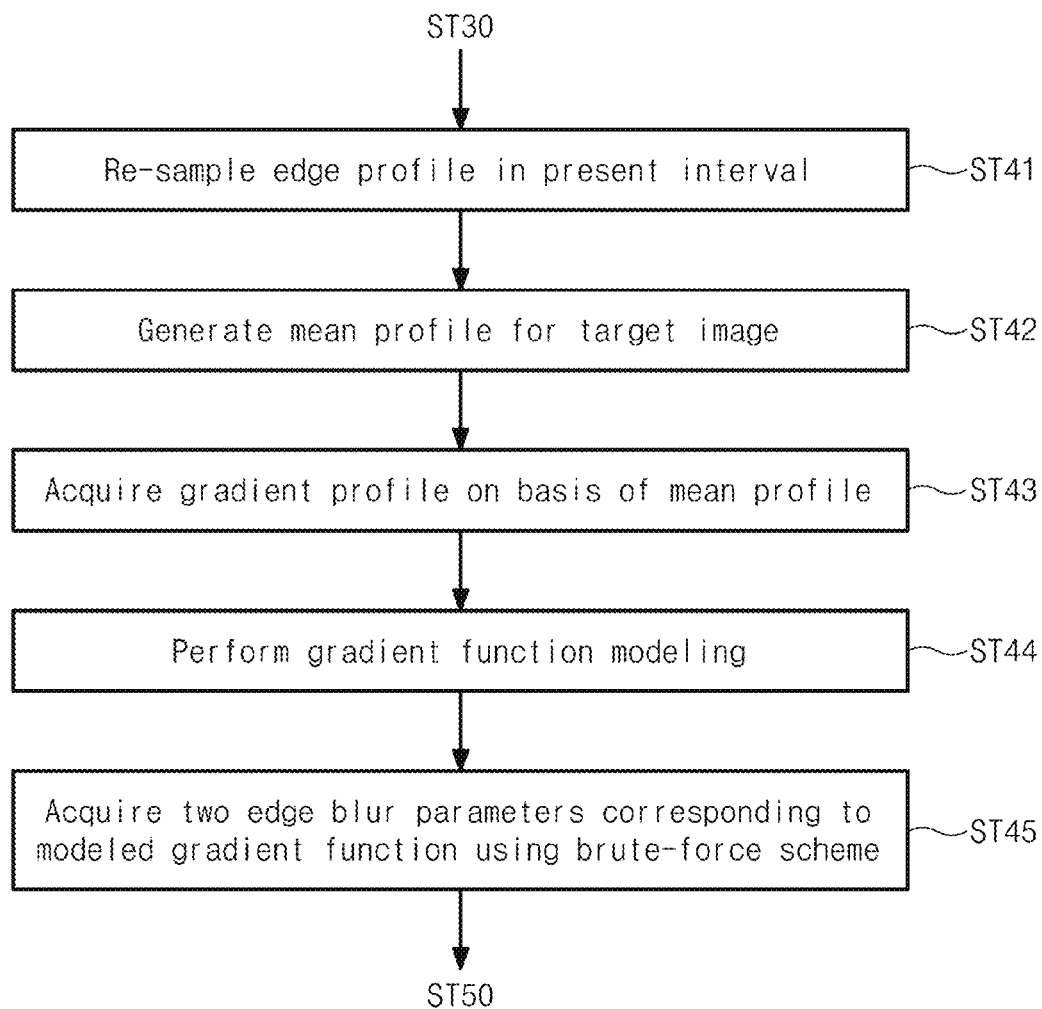 ST30
Re-sample edge profile in present interval
ST41
Generate mean profile for target image
ST42
Acquire gradient profile on basis of mean profile
ST43
Perform gradient function modeling
ST44
Acquire two edge blur parameters corresponding to
modeled gradient function using brute-force scheme
ST45
ST50